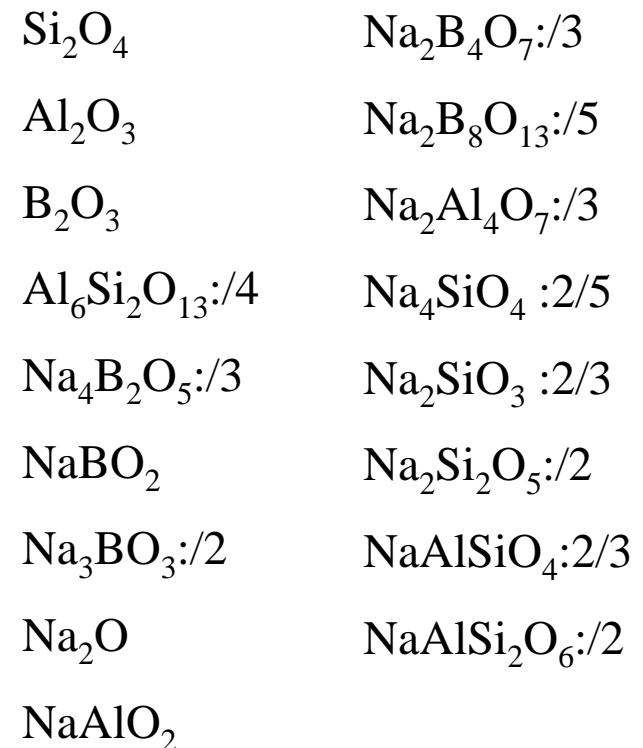 Si₂O₄
Al₂O₃
B₂O₃
Al₆Si₂O₁₃:/4
Na₄B₂O₅:/3
NaBO₂
Na₃BO₃:/2
Na₂O
NaAlO₂
Na₂B₄O₇:/3
Na₂B₈O₁₃:/5
Na₂Al₄O₇:/3
Na₄SiO₄ :2/5
Na₂SiO₃ :2/3
Na₂Si₂O₅:/2
NaAlSiO₄:2/3
NaAlSi₂O₆:/2